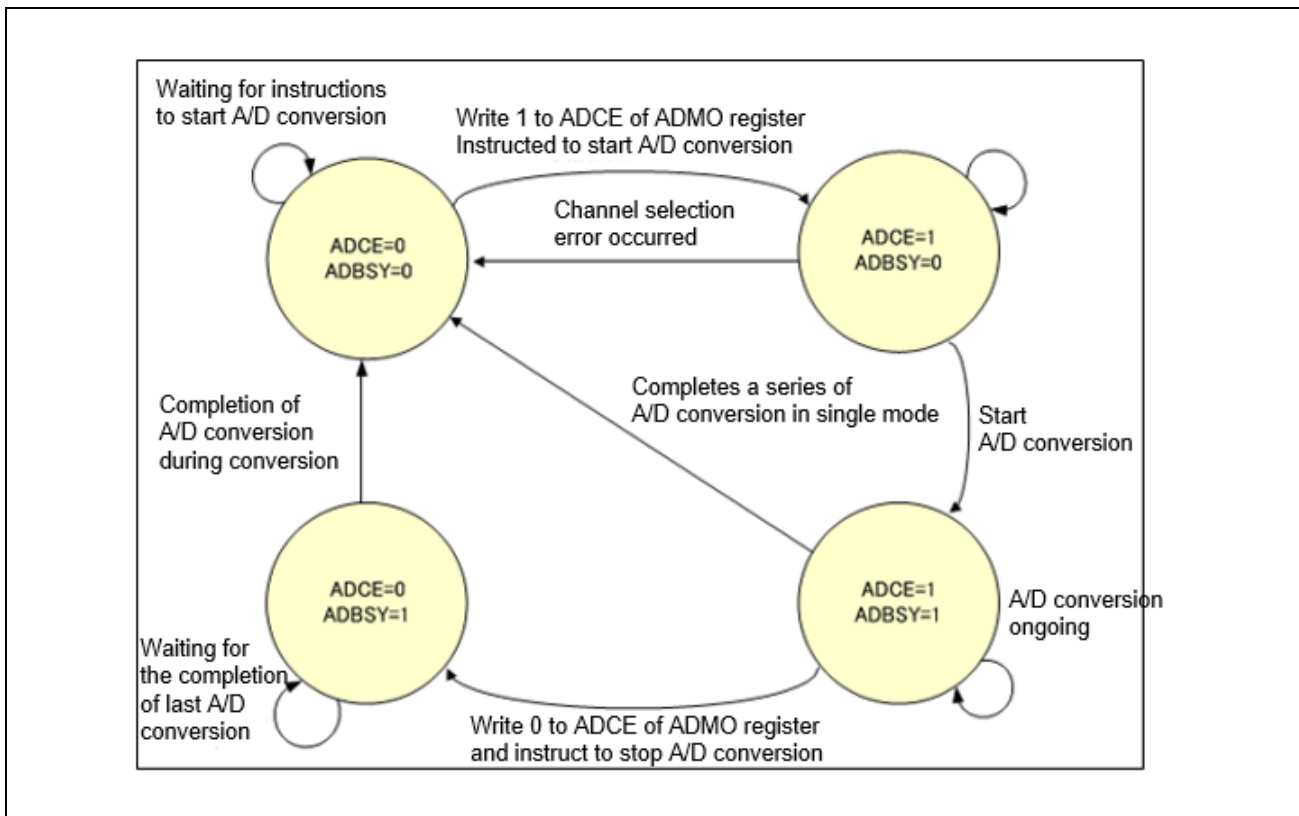 Waiting for instructions
to start A/D conversion
Write 1 to ADCE of ADMO register
Instructed to start A/D conversion
Channel selection
error occurred
ADCE=0
ADBSY=0
ADCE=1
ADBSY=0
Completion of
A/D conversion
during conversion
Completes a series of
A/D conversion in single mode
Start
A/D conversion
ADCE=0
ADBSY=1
ADCE=1
ADBSY=1
A/D conversion
ongoing
Waiting for
the completion
of last A/D
conversion
Write 0 to ADCE of ADMO register
and instruct to stop A/D conversion